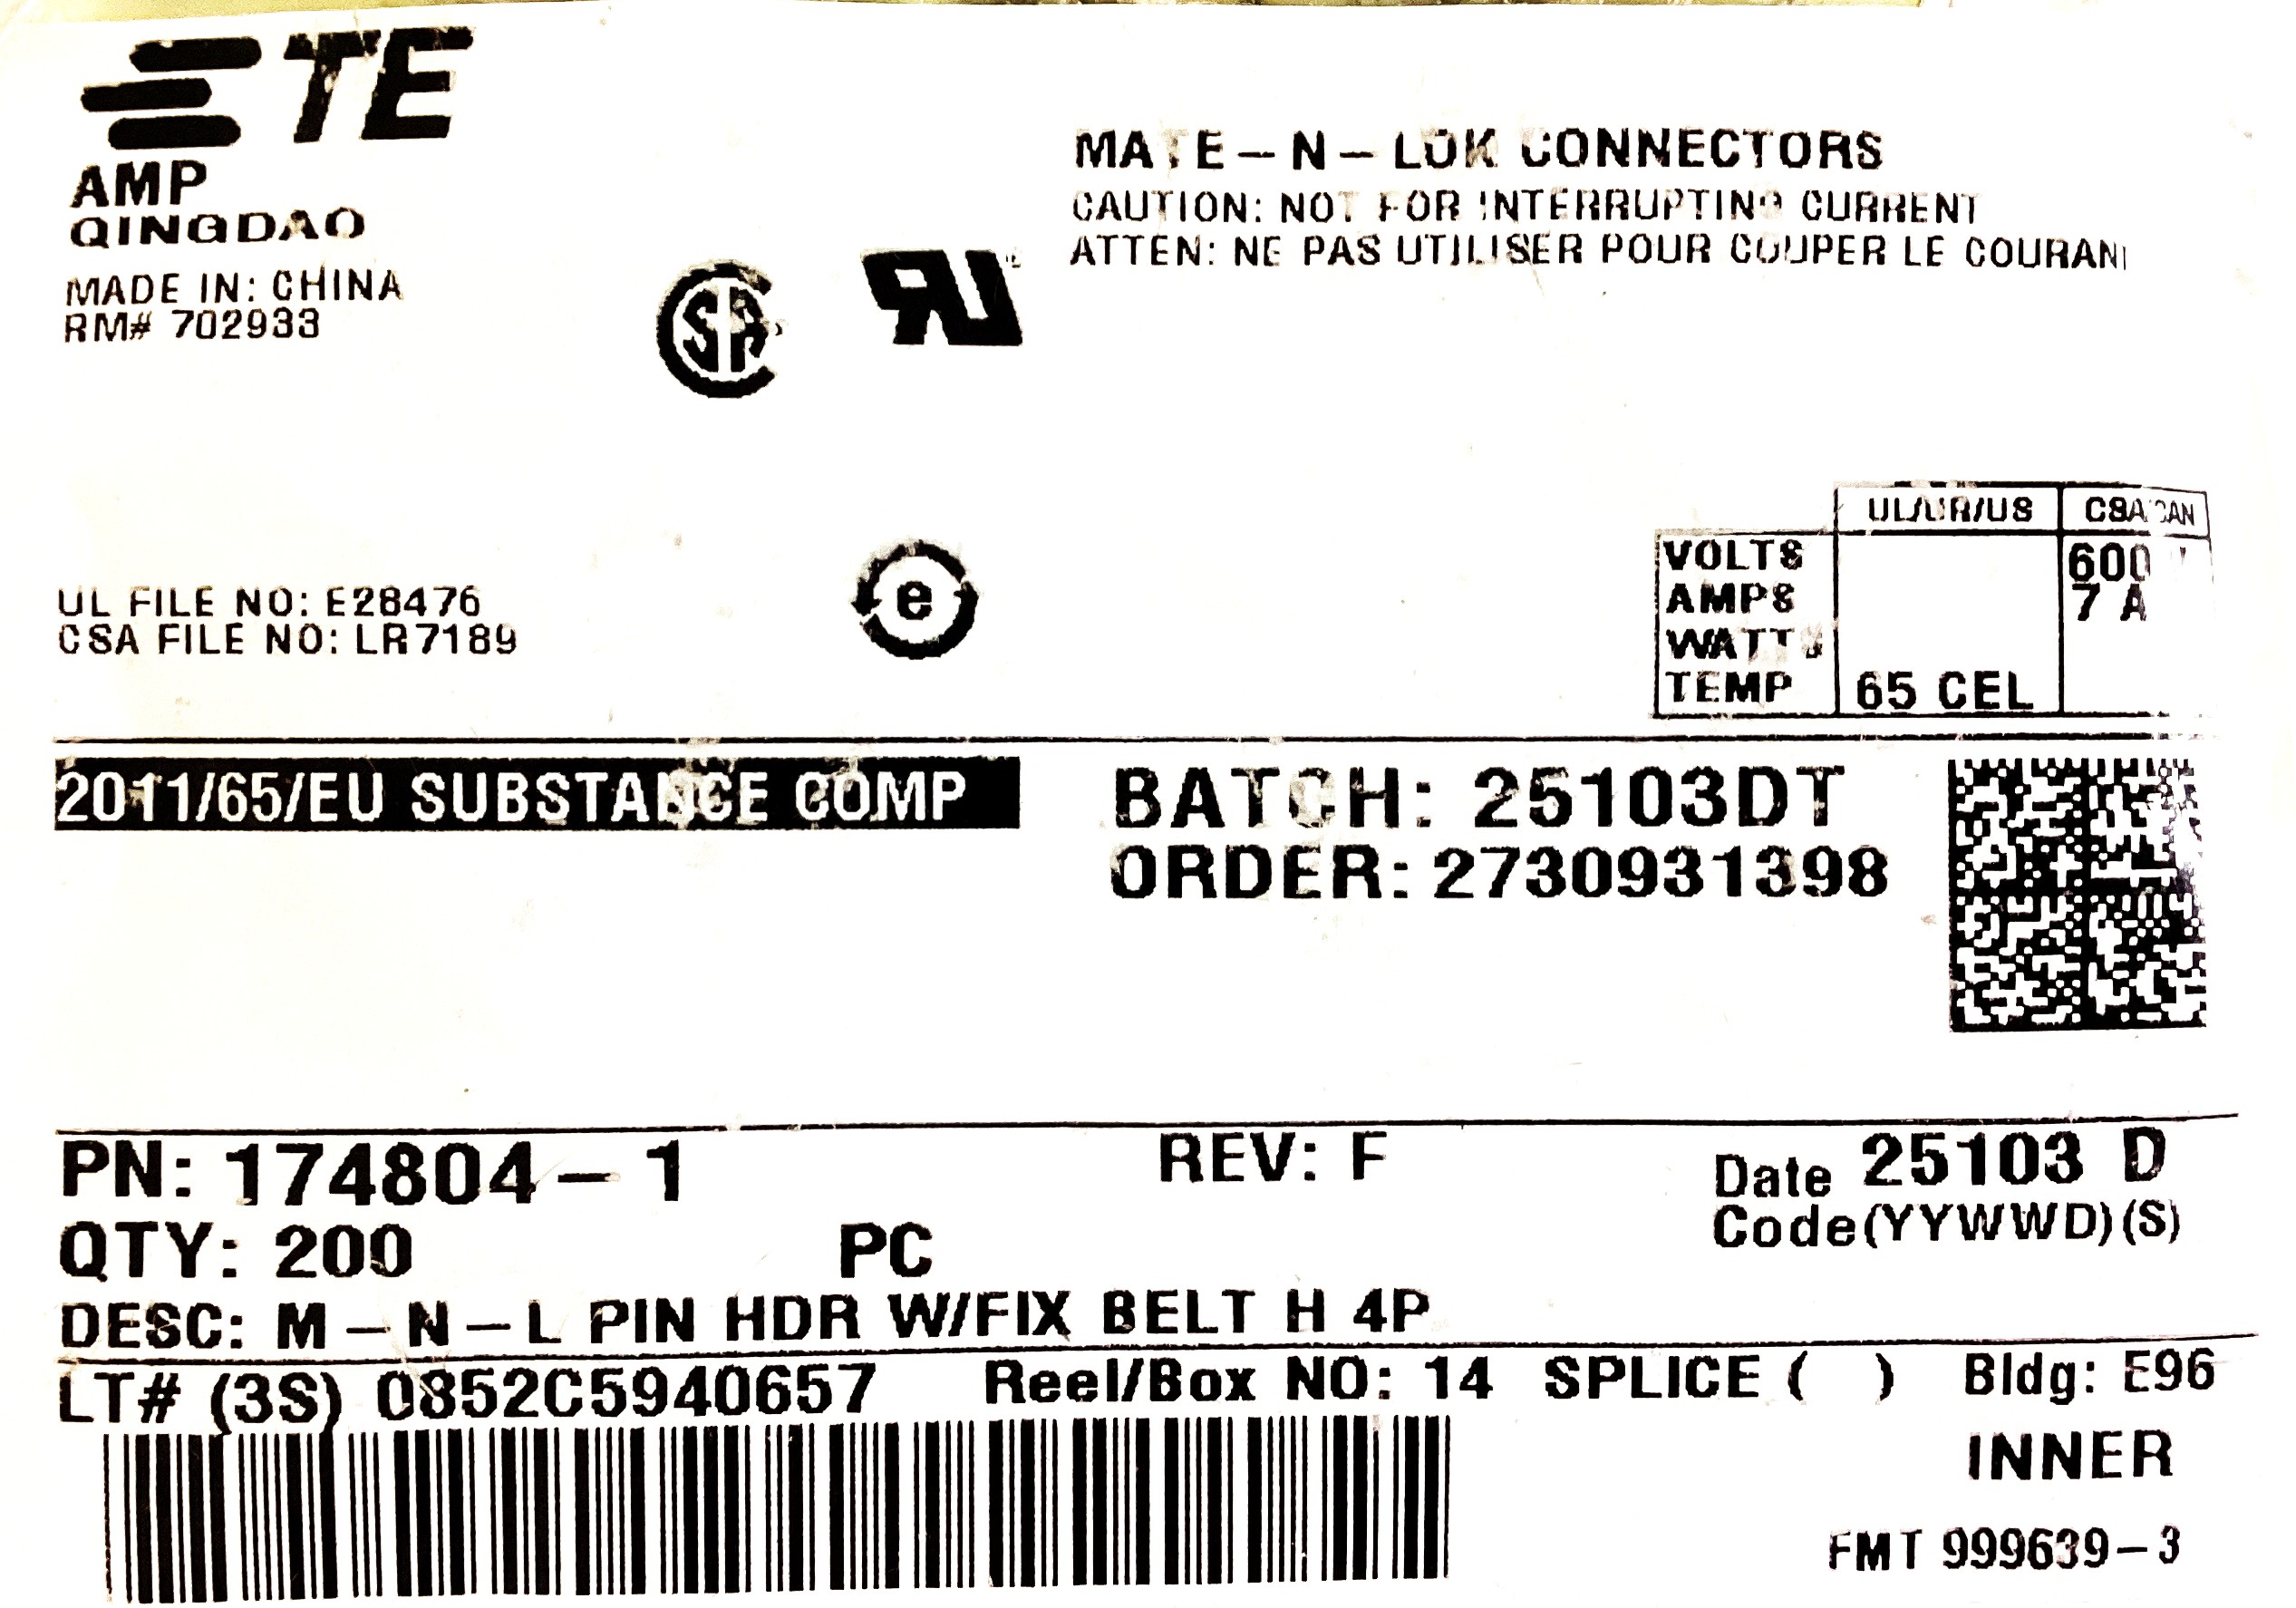 TE
AMP
QINGDAO
MADE IN: CHINA
RM# 702933
MATE-N-LOK CONNECTORS
CAUTION: NOT FOR INTERRUPTING CURRENT
ATTEN: NE PAS UTILISER POUR COUPER LE COURANT
UL FILE NO: E28476
CSA FILE NO: LR7189
e
UL/UR/US CSA/CAN
VOLTS 600 V
AMPS 7 A
WATTS
TEMP 65 CEL
2011/65/EU SUBSTANCE COMP
BATCH: 25103DT
ORDER: 2730931398
PN: 174804-1 REV: F Date 25103 D
Code(YYWWD)(S)
QTY: 200 PC
DESC: M-N-L PIN HDR W/FIX BELT H 4P
LT# (3S) 0852C5940657 Reel/Box NO: 14 SPLICE ( ) Bldg: E96
INNER
FMT 999639-3